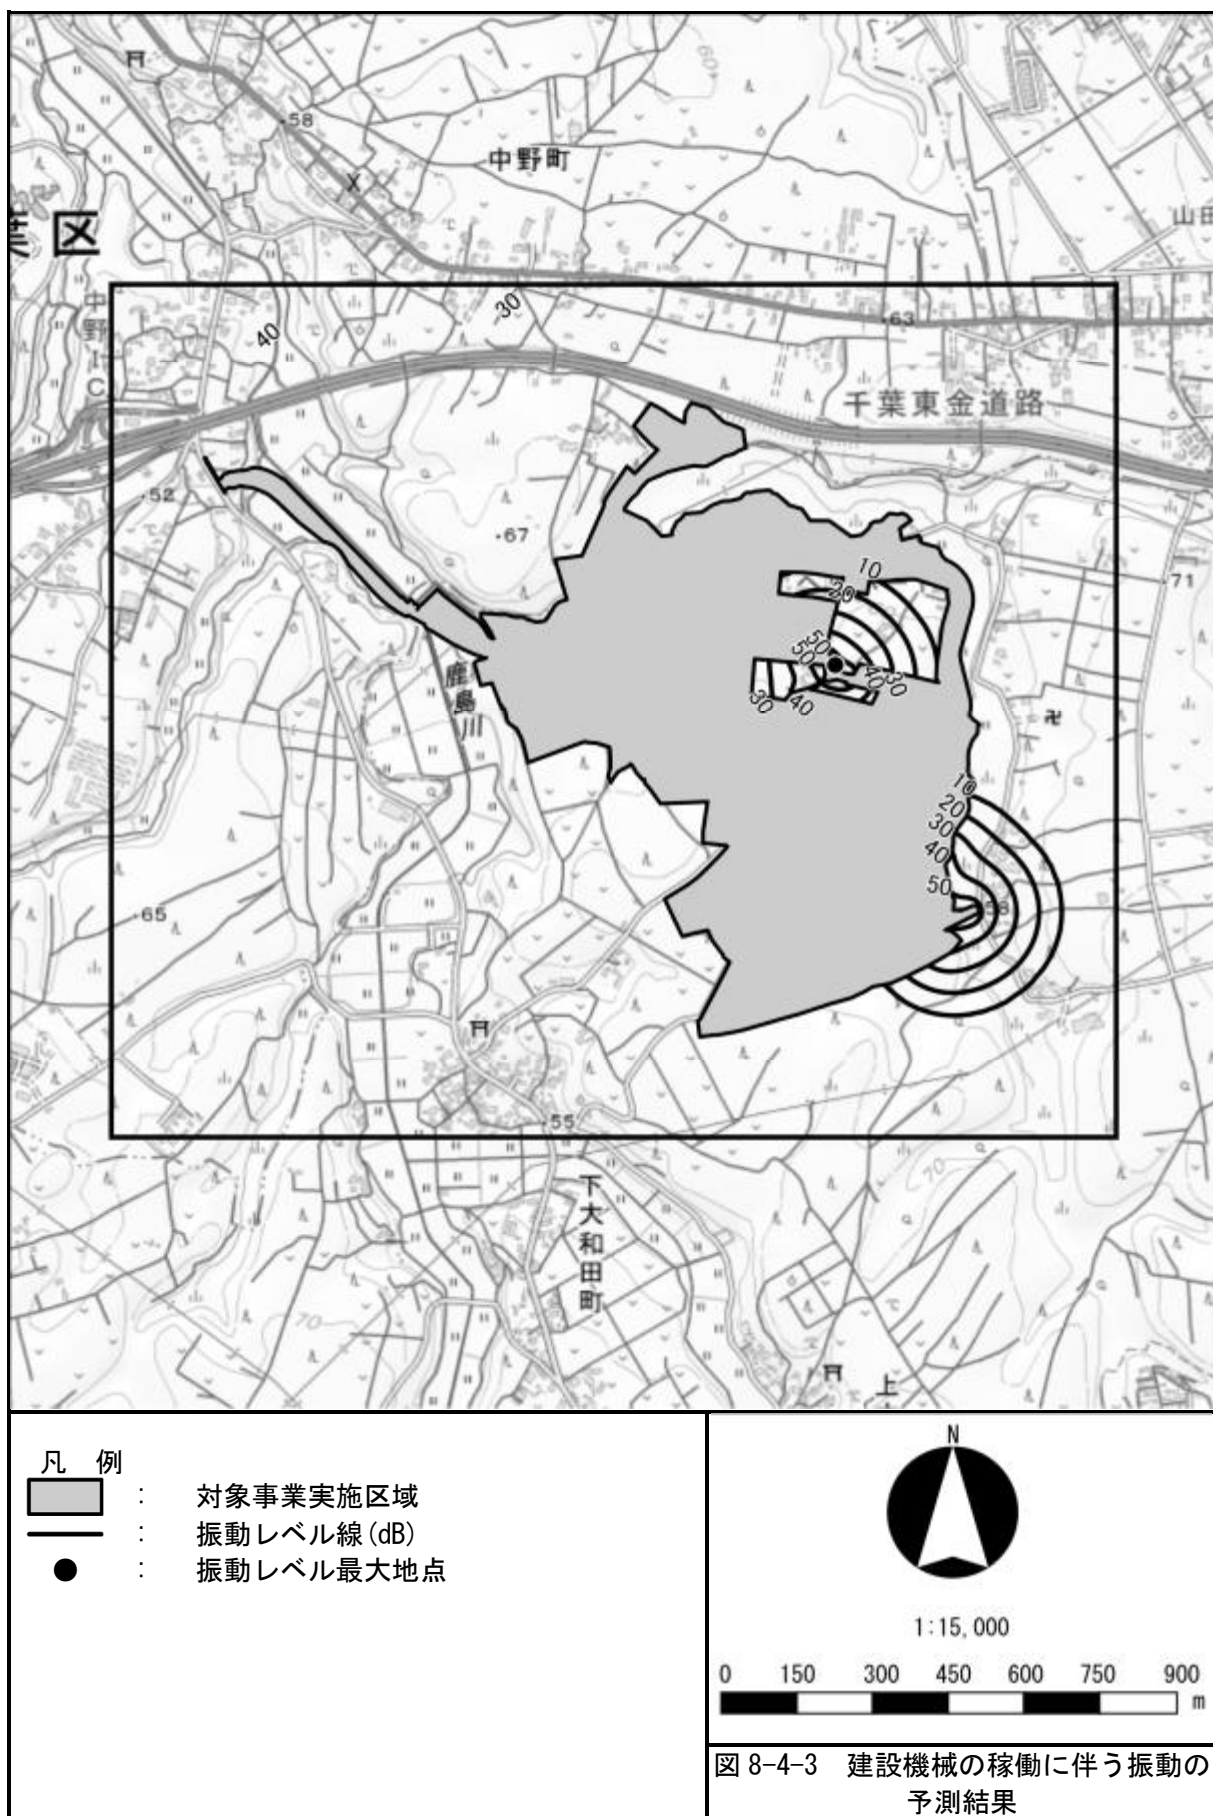 58
中野町
葉区
山田
中野IC
40
30
63
千葉東金道路
52
67
71
10
20
50
50
40
30
30
40
鹿島川
10
20
30
40
50
58
65
55
下大和田町
70
70
60
上
凡 例
: 対象事業実施区域
: 振動レベル線(dB)
: 振動レベル最大地点
N
1:15,000
0 150 300 450 600 750 900
m
図 8-4-3 建設機械の稼働に伴う振動の
予測結果